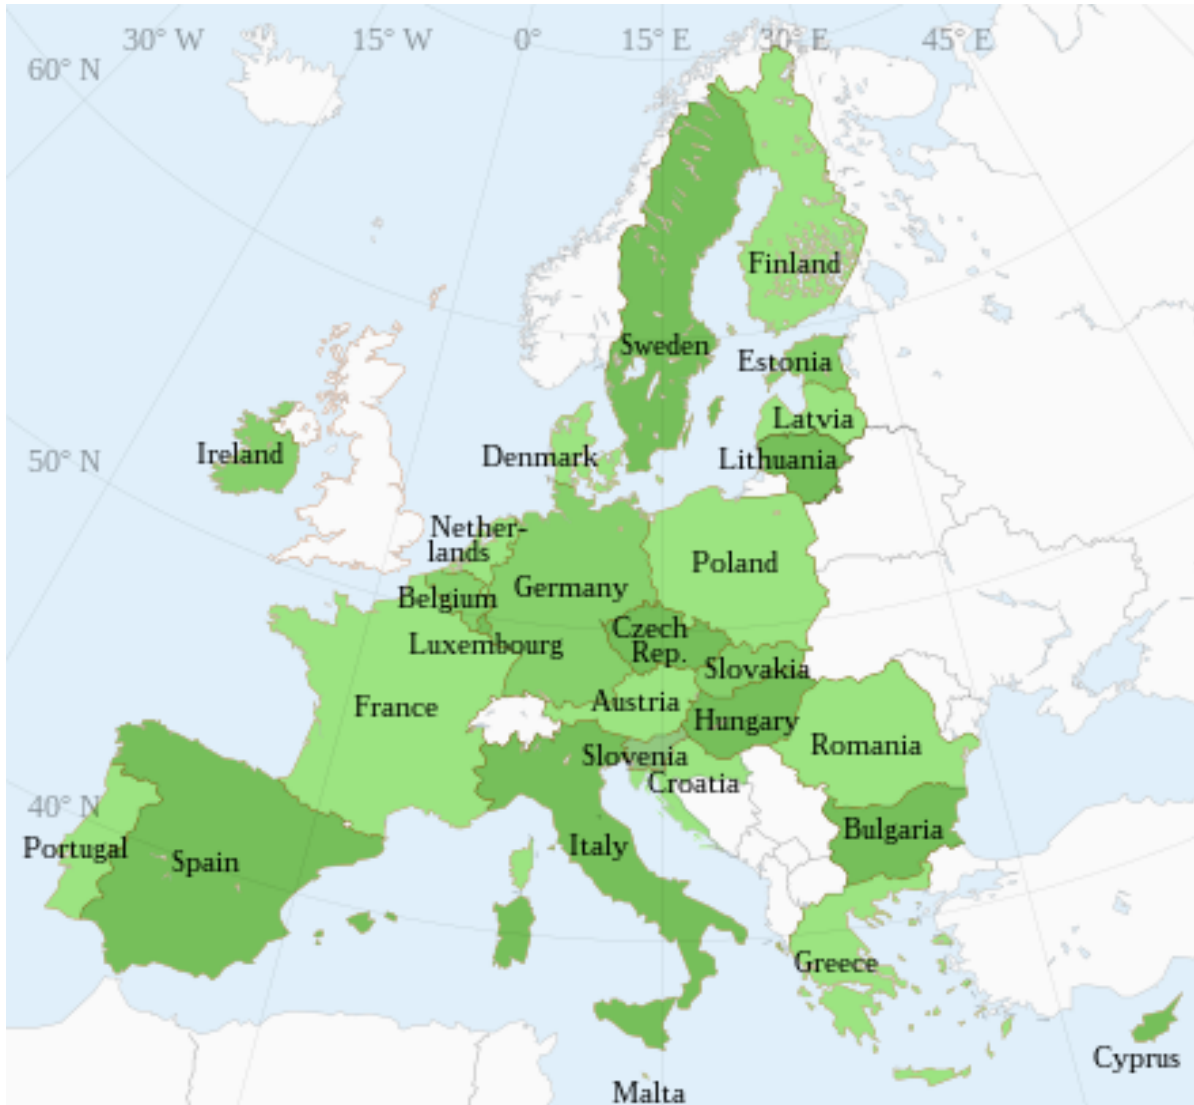 30° W
15° W
0°
15° E
30° E
45° E
60° N
Finland
Sweden
Estonia
Latvia
Ireland
Denmark
Lithuania
50° N
Nether-
lands
Poland
Germany
Belgium
Czech
Rep.
Luxembourg
Slovakia
Austria
France
Hungary
Romania
Slovenia
Croatia
40° N
Bulgaria
Portugal
Spain
Italy
Greece
Cyprus
Malta